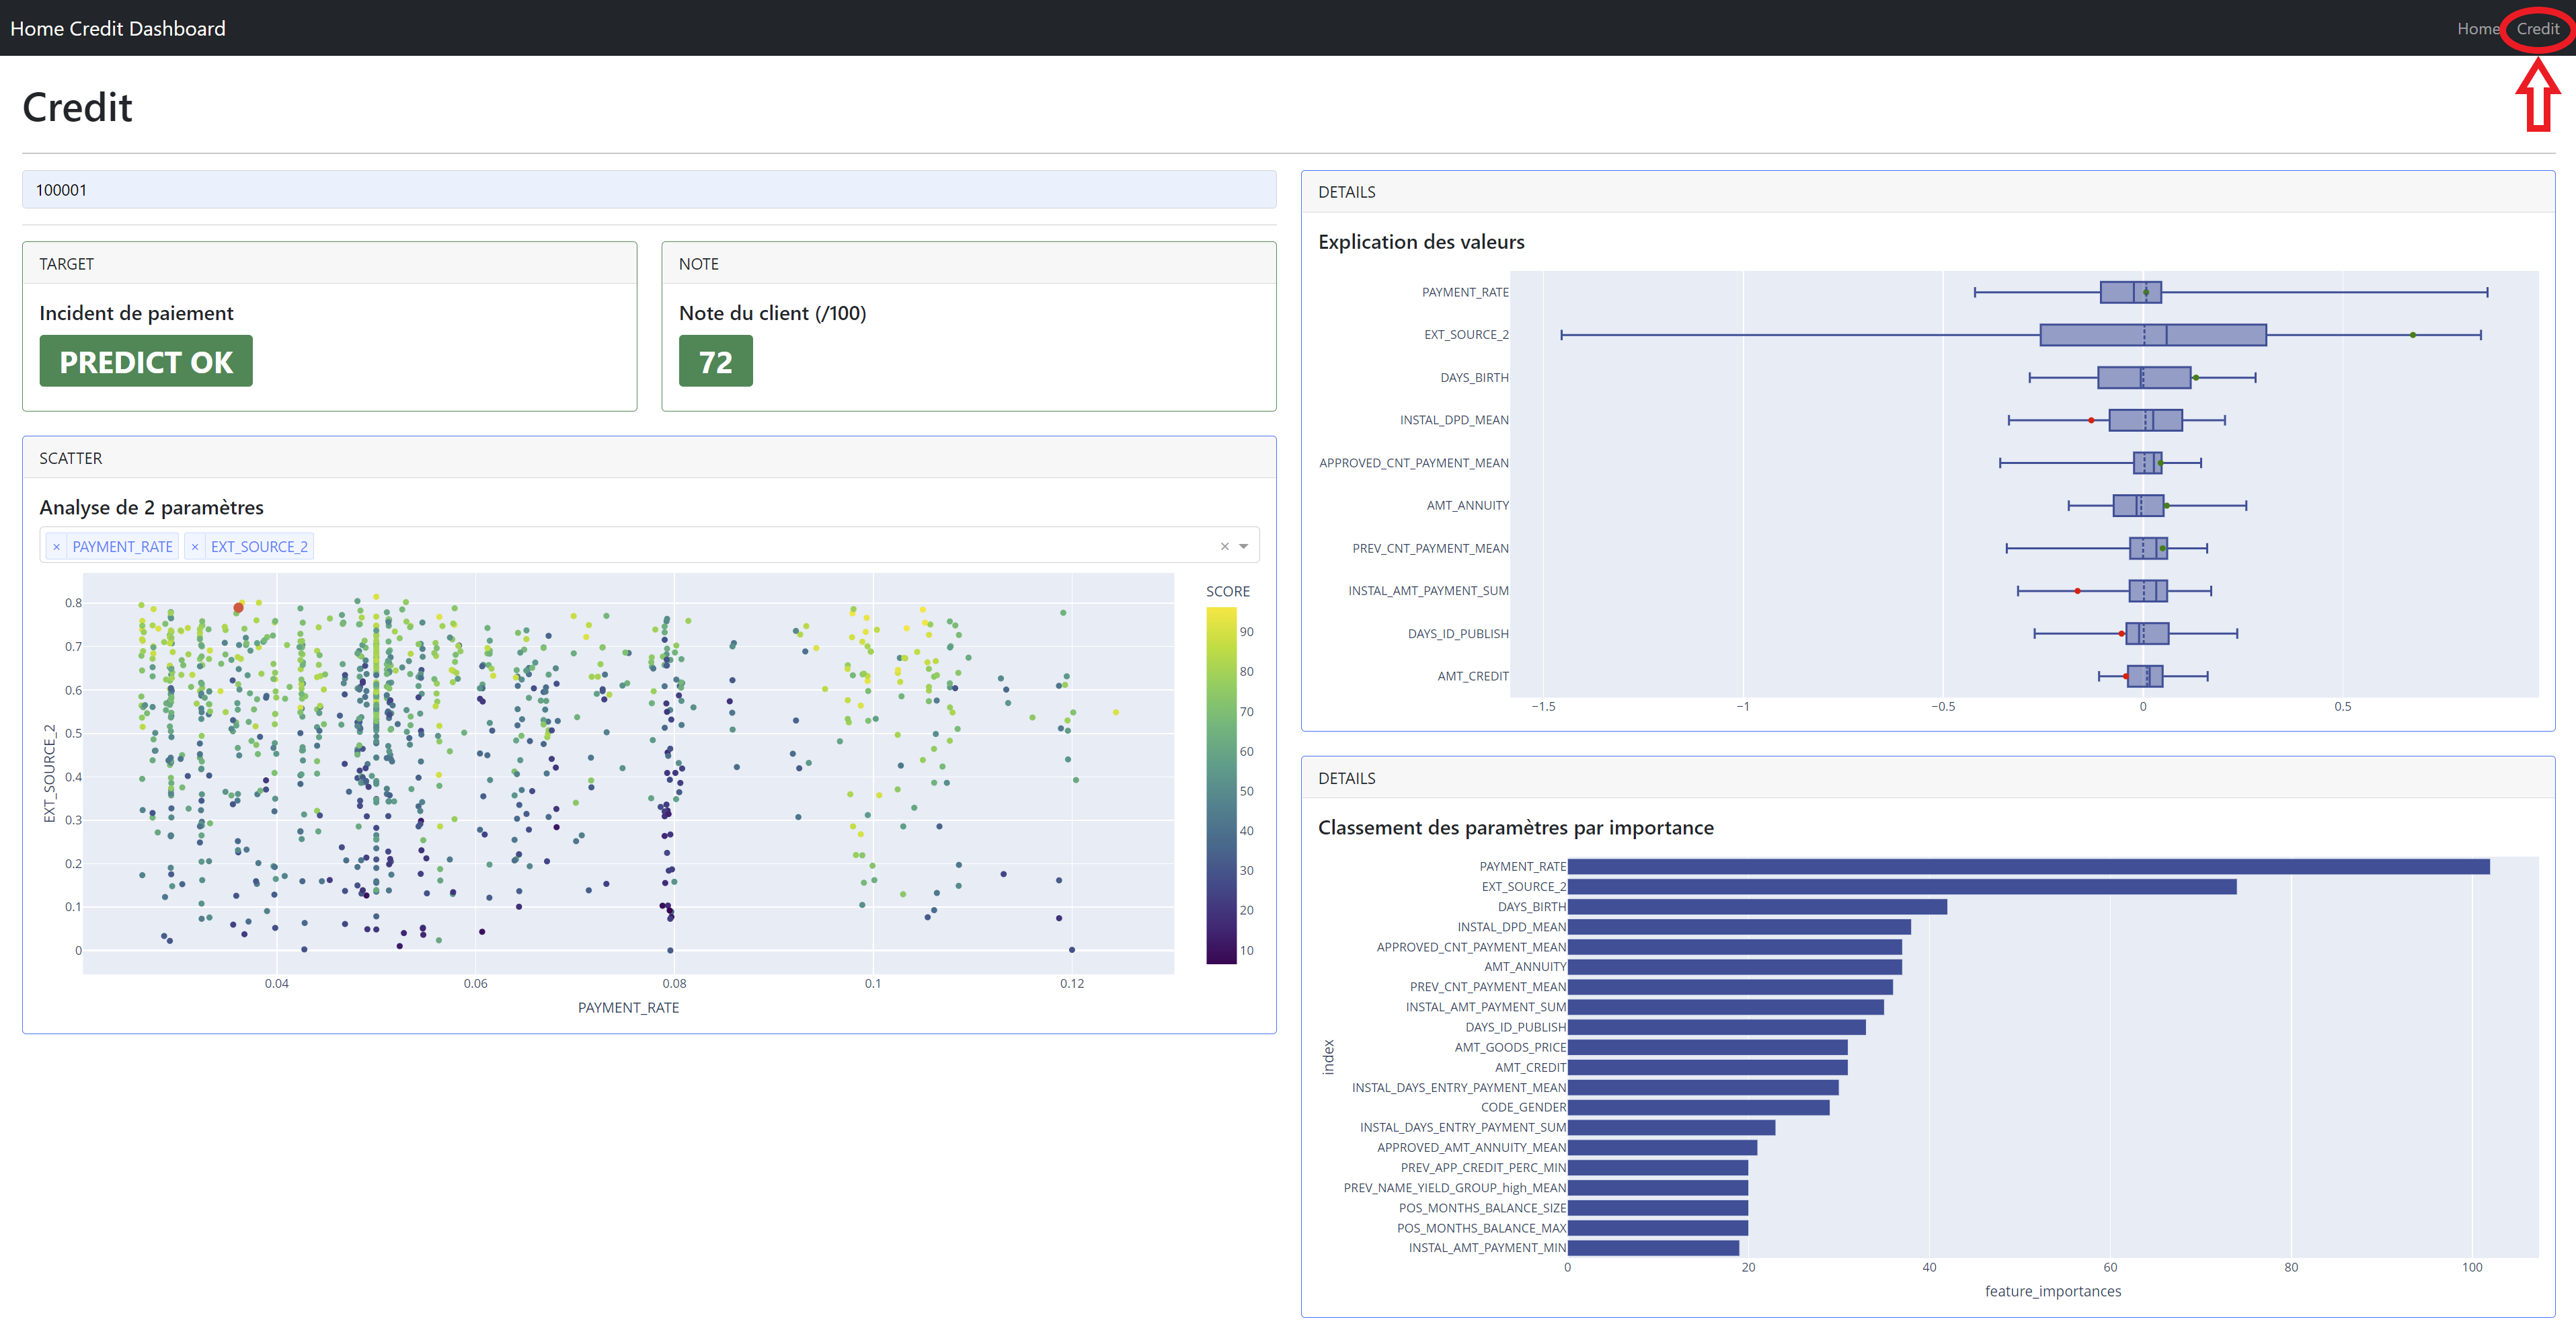 Home Credit Dashboard
Home Credit
Credit
100001
TARGET
Incident de paiement
PREDICT OK
NOTE
Note du client (/100)
72
SCATTER
Analyse de 2 paramètres
× PAYMENT_RATE × EXT_SOURCE_2 ×
SCORE
90
80
70
60
50
40
30
20
10
EXT_SOURCE_2
0.8
0.7
0.6
0.5
0.4
0.3
0.2
0.1
0
0.04 0.06 0.08 0.1 0.12
PAYMENT_RATE
DETAILS
Explication des valeurs
PAYMENT_RATE
EXT_SOURCE_2
DAYS_BIRTH
INSTAL_DPD_MEAN
APPROVED_CNT_PAYMENT_MEAN
AMT_ANNUITY
PREV_CNT_PAYMENT_MEAN
INSTAL_AMT_PAYMENT_SUM
DAYS_ID_PUBLISH
AMT_CREDIT
−1.5 −1 −0.5 0 0.5
DETAILS
Classement des paramètres par importance
index
PAYMENT_RATE
EXT_SOURCE_2
DAYS_BIRTH
INSTAL_DPD_MEAN
APPROVED_CNT_PAYMENT_MEAN
AMT_ANNUITY
PREV_CNT_PAYMENT_MEAN
INSTAL_AMT_PAYMENT_SUM
DAYS_ID_PUBLISH
AMT_GOODS_PRICE
AMT_CREDIT
INSTAL_DAYS_ENTRY_PAYMENT_MEAN
CODE_GENDER
INSTAL_DAYS_ENTRY_PAYMENT_SUM
APPROVED_AMT_ANNUITY_MEAN
PREV_APP_CREDIT_PERC_MIN
PREV_NAME_YIELD_GROUP_high_MEAN
POS_MONTHS_BALANCE_SIZE
POS_MONTHS_BALANCE_MAX
INSTAL_AMT_PAYMENT_MIN
0 20 40 60 80 100
feature_importances